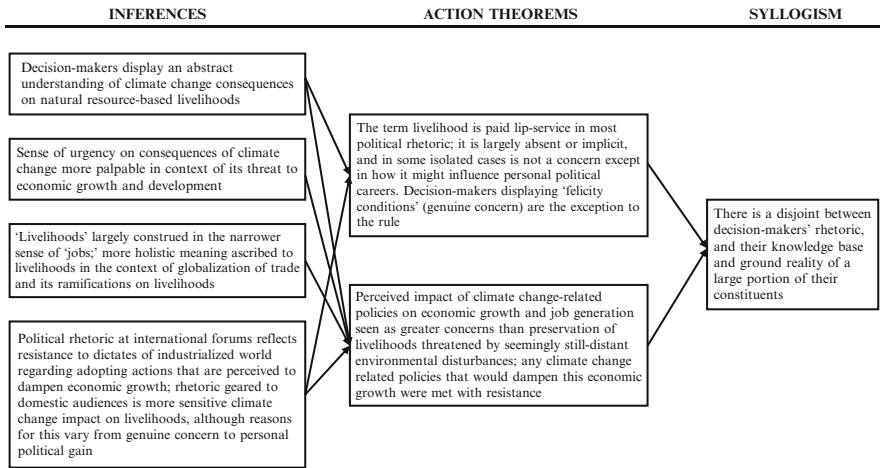 INFERENCES
ACTION THEOREMS
SYLLOGISM
Decision-makers display an abstract
understanding of climate change consequences
on natural resource-based livelihoods
Sense of urgency on consequences of climate
change more palpable in context of its threat to
economic growth and development
‘Livelihoods’ largely construed in the narrower
sense of ‘jobs;’ more holistic meaning ascribed to
livelihoods in the context of globalization of trade
and its ramifications on livelihoods
Political rhetoric at international forums reflects
resistance to dictates of industrialized world
regarding adopting actions that are perceived to
dampen economic growth; rhetoric geared to
domestic audiences is more sensitive climate
change impact on livelihoods, although reasons
for this vary from genuine concern to personal
political gain
The term livelihood is paid lip-service in most
political rhetoric; it is largely absent or implicit,
and in some isolated cases is not a concern except
in how it might influence personal political
careers. Decision-makers displaying ‘felicity
conditions’ (genuine concern) are the exception to
the rule
Perceived impact of climate change-related
policies on economic growth and job generation
seen as greater concerns than preservation of
livelihoods threatened by seemingly still-distant
environmental disturbances; any climate change
related policies that would dampen this economic
growth were met with resistance
There is a disjoint between
decision-makers’ rhetoric,
and their knowledge base
and ground reality of a
large portion of their
constituents